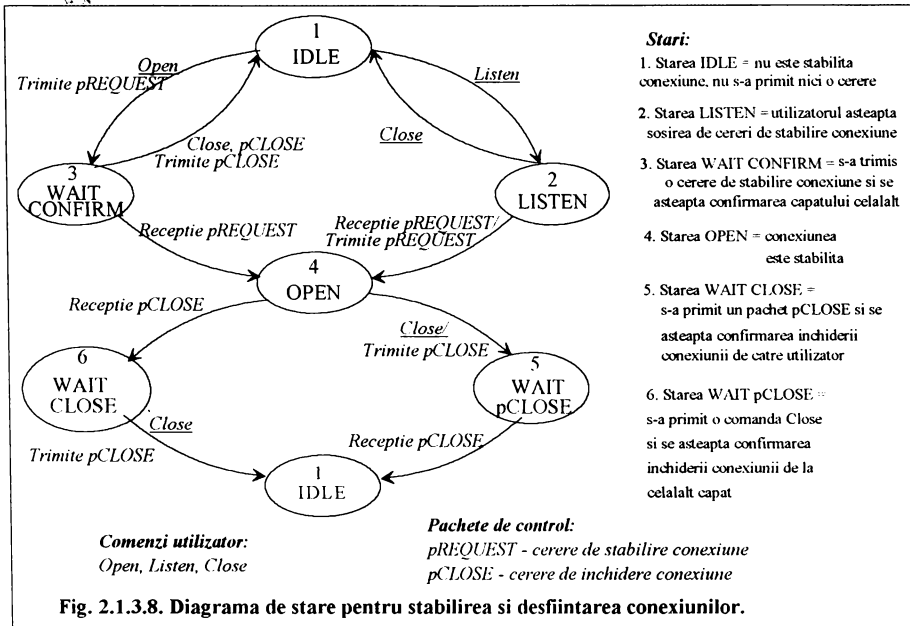 1
IDLE
Open
Trimite pREQUEST
Listen
Close
Close, pCLOSE
Trimite pCLOSE
3
WAIT
CONFIRM
2
LISTEN
Receptie pREQUEST
Receptie pREQUEST/
Trimite pREQUEST
4
OPEN
Receptie pCLOSE
Close/
Trimite pCLOSE
6
WAIT
CLOSE
5
WAIT
pCLOSE
Close
Trimite pCLOSE
Receptie pCLOSE
1
IDLE
Stari:
1. Starea IDLE = nu este stabilita
conexiune, nu s-a primit nici o cerere
2. Starea LISTEN = utilizatorul asteapta
sosirea de cereri de stabilire conexiune
3. Starea WAIT CONFIRM = s-a trimis
o cerere de stabilire conexiune si se
asteapta confirmarea capatului celalalt
4. Starea OPEN = conexiunea
este stabilita
5. Starea WAIT CLOSE =
s-a primit un pachet pCLOSE si se
asteapta confirmarea inchiderii
conexiunii de catre utilizator
6. Starea WAIT pCLOSE =
s-a primit o comanda Close
si se asteapta confirmarea
inchiderii conexiunii de la
celalalt capat
Comenzi utilizator:
Open, Listen, Close
Pachete de control:
pREQUEST - cerere de stabilire conexiune
pCLOSE - cerere de inchidere conexiune
Fig. 2.1.3.8. Diagrama de stare pentru stabilirea si desfiintarea conexiunilor.